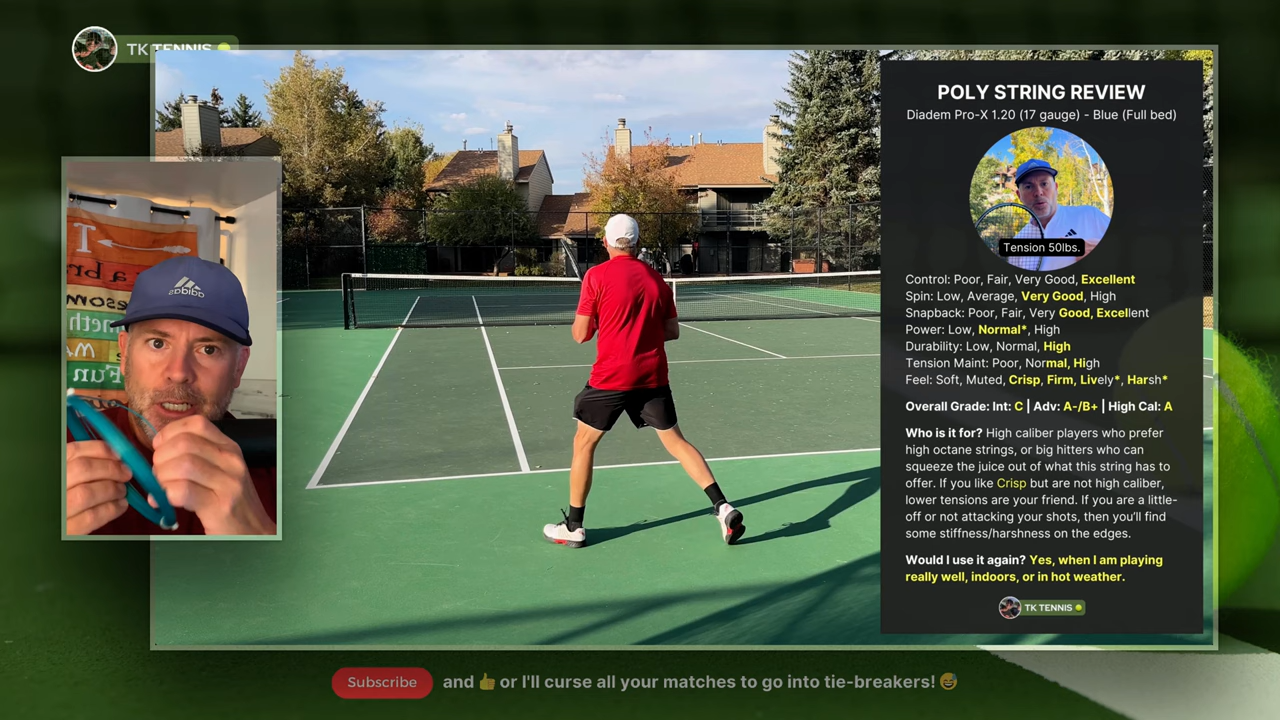 TK TENNIS
POLY STRING REVIEW
Diadem Pro-X 1.20 (17 gauge) - Blue (Full bed)
Tension 50lbs.
Control: Poor, Fair, Very Good, Excellent
Spin: Low, Average, Very Good, High
Snapback: Poor, Fair, Very Good, Excellent
Power: Low, Normal*, High
Durability: Low, Normal, High
Tension Maint: Poor, Normal, High
Feel: Soft, Muted, Crisp, Firm, Lively*, Harsh*
Overall Grade: Int: C | Adv: A-/B+ | High Cal: A
Who is it for? High caliber players who prefer
high octane strings, or big hitters who can
squeeze the juice out of what this string has to
offer. If you like Crisp but are not high caliber,
lower tensions are your friend. If you are a little-
off or not attacking your shots, then you'll find
some stiffness/harshness on the edges.
Would I use it again? Yes, when I am playing
really well, indoors, or in hot weather.
TK TENNIS
adidas
Subscribe and 👍 or I'll curse all your matches to go into tie-breakers! 😅